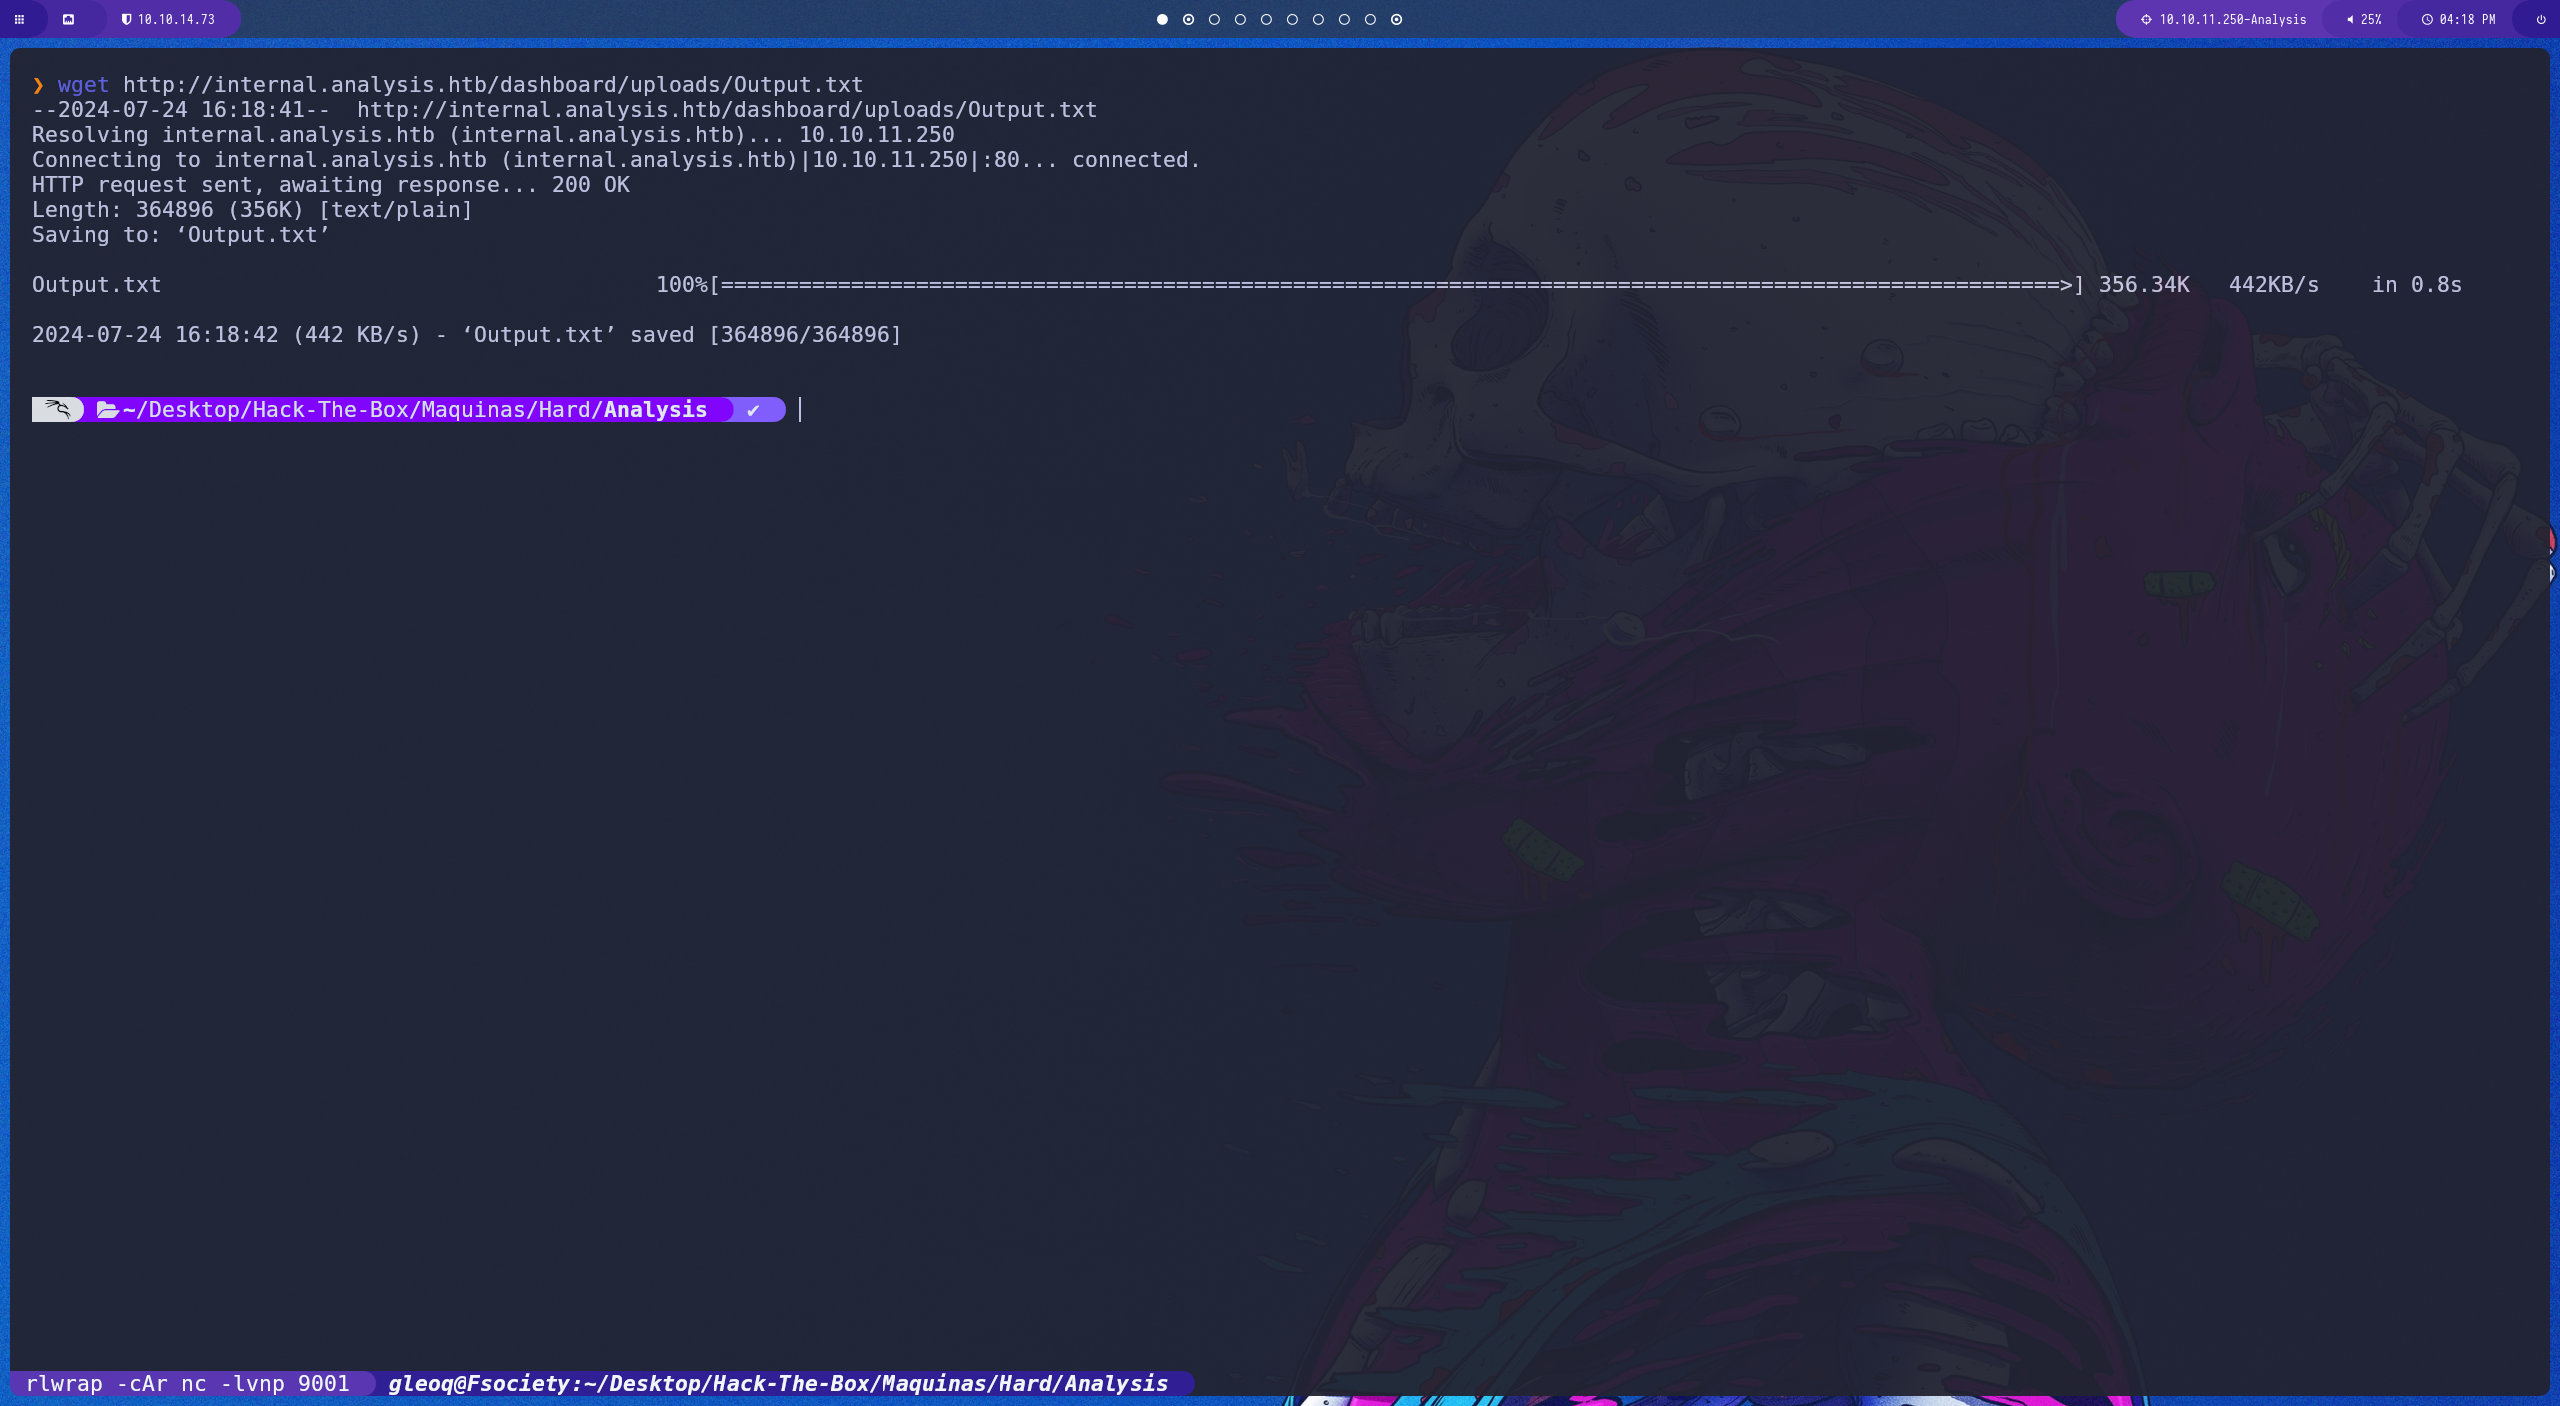 10.10.14.73
10.10.11.250-Analysis
25%
04:18 PM
❯ wget http://internal.analysis.htb/dashboard/uploads/Output.txt
--2024-07-24 16:18:41--  http://internal.analysis.htb/dashboard/uploads/Output.txt
Resolving internal.analysis.htb (internal.analysis.htb)... 10.10.11.250
Connecting to internal.analysis.htb (internal.analysis.htb)|10.10.11.250|:80... connected.
HTTP request sent, awaiting response... 200 OK
Length: 364896 (356K) [text/plain]
Saving to: ‘Output.txt’
Output.txt 100%[=======================================================================================================>] 356.34K 442KB/s in 0.8s
2024-07-24 16:18:42 (442 KB/s) - ‘Output.txt’ saved [364896/364896]
~/Desktop/Hack-The-Box/Maquinas/Hard/Analysis ✔
rlwrap -cAr nc -lvnp 9001 gleoq@Fsociety:~/Desktop/Hack-The-Box/Maquinas/Hard/Analysis